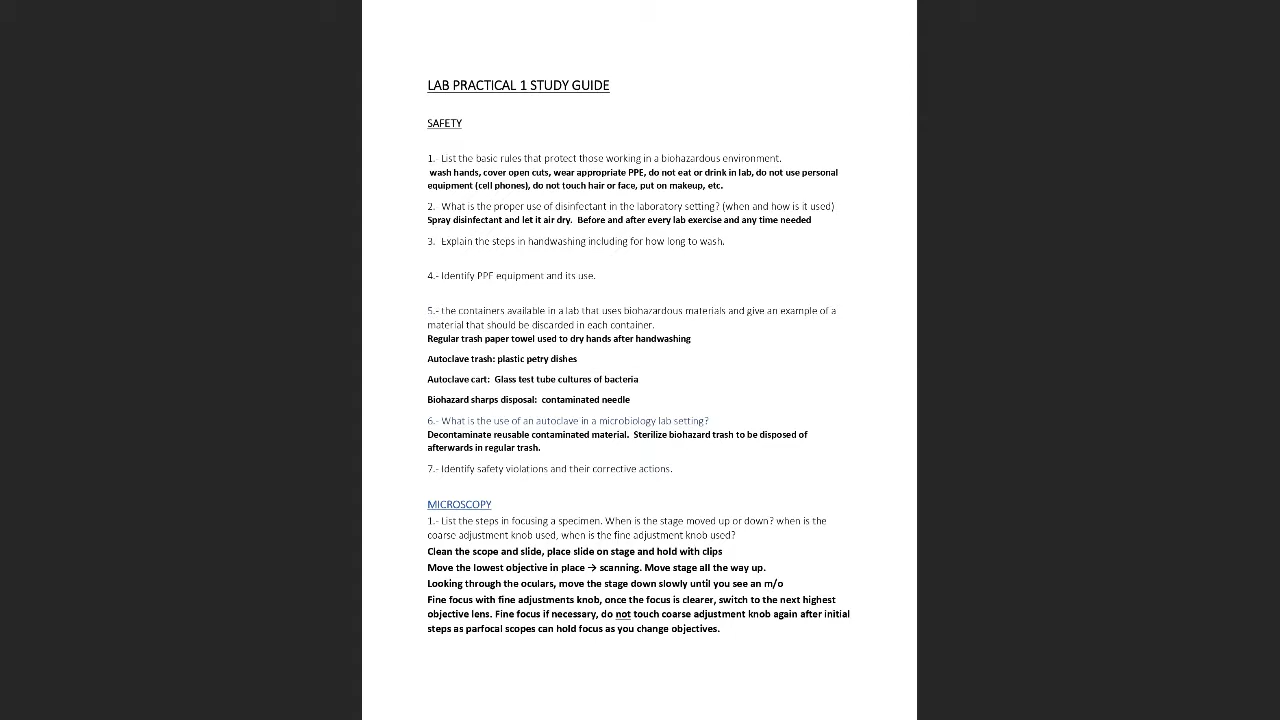 LAB PRACTICAL 1 STUDY GUIDE
SAFETY
1.- List the basic rules that protect those working in a biohazardous environment.
wash hands, cover open cuts, wear appropriate PPE, do not eat or drink in lab, do not use personal
equipment (cell phones), do not touch hair or face, put on makeup, etc.
2. What is the proper use of disinfectant in the laboratory setting? (when and how is it used)
Spray disinfectant and let it air dry. Before and after every lab exercise and any time needed
3. Explain the steps in handwashing including for how long to wash.
4.- Identify PPE equipment and its use.
5.- the containers available in a lab that uses biohazardous materials and give an example of a
material that should be discarded in each container.
Regular trash paper towel used to dry hands after handwashing
Autoclave trash: plastic petry dishes
Autoclave cart: Glass test tube cultures of bacteria
Biohazard sharps disposal: contaminated needle
6.- What is the use of an autoclave in a microbiology lab setting?
Decontaminate reusable contaminated material. Sterilize biohazard trash to be disposed of
afterwards in regular trash.
7.- Identify safety violations and their corrective actions.
MICROSCOPY
1.- List the steps in focusing a specimen. When is the stage moved up or down? when is the
coarse adjustment knob used, when is the fine adjustment knob used?
Clean the scope and slide, place slide on stage and hold with clips
Move the lowest objective in place → scanning. Move stage all the way up.
Looking through the oculars, move the stage down slowly until you see an m/o
Fine focus with fine adjustments knob, once the focus is clearer, switch to the next highest
objective lens. Fine focus if necessary, do not touch coarse adjustment knob again after initial
steps as parfocal scopes can hold focus as you change objectives.